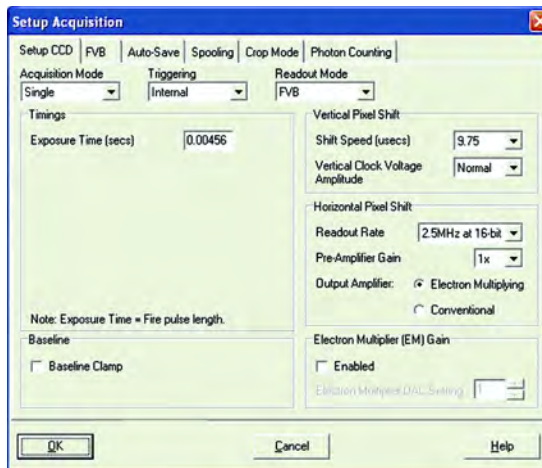 Setup Acquisition
Setup CCD FVB Auto-Save Spooling Crop Mode Photon Counting
Acquisition Mode Triggering Readout Mode
Single Internal FVB
Timings
Exposure Time (secs) 0.00456
Note: Exposure Time = Fire pulse length.
Baseline
Baseline Clamp
Vertical Pixel Shift
Shift Speed (usecs) 9.75
Vertical Clock Voltage Normal
Amplitude
Horizontal Pixel Shift
Readout Rate 2.5MHz at 16-bit
Pre-Amplifier Gain 1x
Output Amplifier: Electron Multiplying
Conventional
Electron Multiplier (EM) Gain
Enabled
Electron Multiplier DAC Setting 1
OK Cancel Help